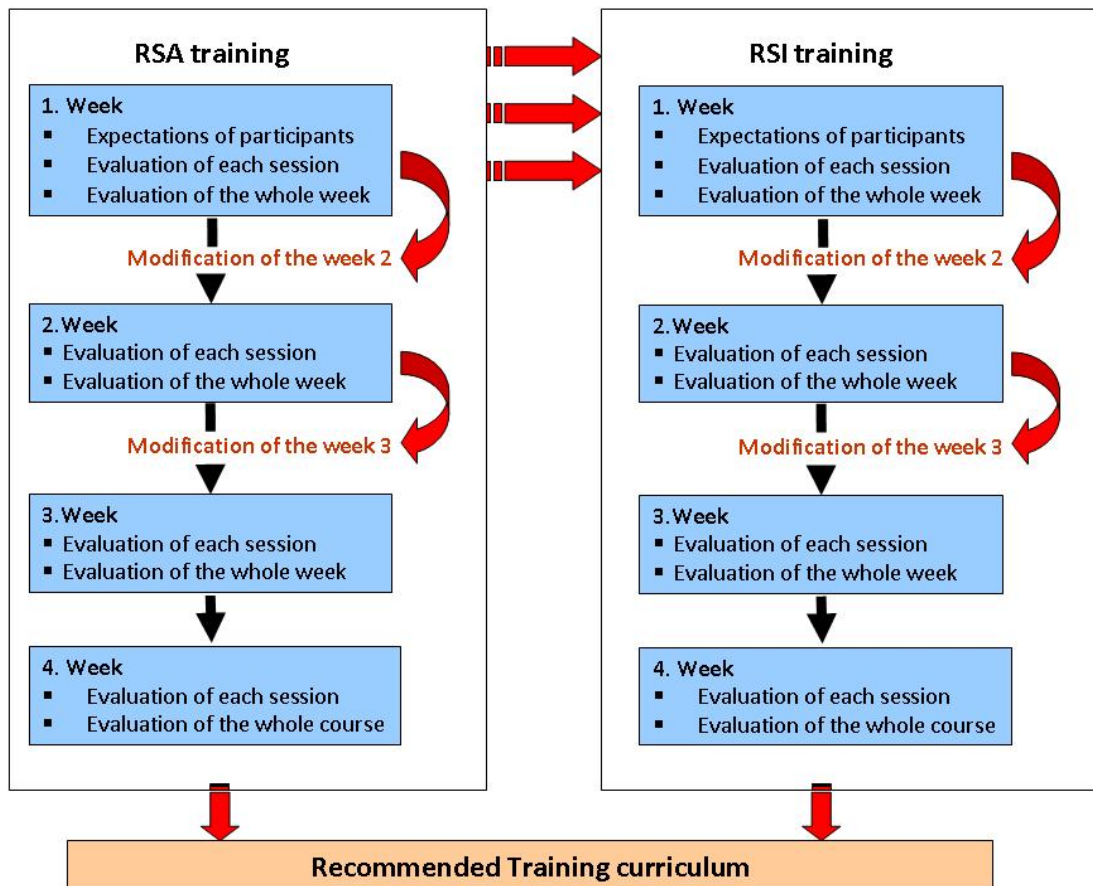 RSA training
1. Week
▪ Expectations of participants
▪ Evaluation of each session
▪ Evaluation of the whole week
Modification of the week 2
2.Week
▪ Evaluation of each session
▪ Evaluation of the whole week
Modification of the week 3
3.Week
▪ Evaluation of each session
▪ Evaluation of the whole week
4. Week
▪ Evaluation of each session
▪ Evaluation of the whole course
RSI training
1. Week
▪ Expectations of participants
▪ Evaluation of each session
▪ Evaluation of the whole week
Modification of the week 2
2.Week
▪ Evaluation of each session
▪ Evaluation of the whole week
Modification of the week 3
3.Week
▪ Evaluation of each session
▪ Evaluation of the whole week
4. Week
▪ Evaluation of each session
▪ Evaluation of the whole course
Recommended Training curriculum